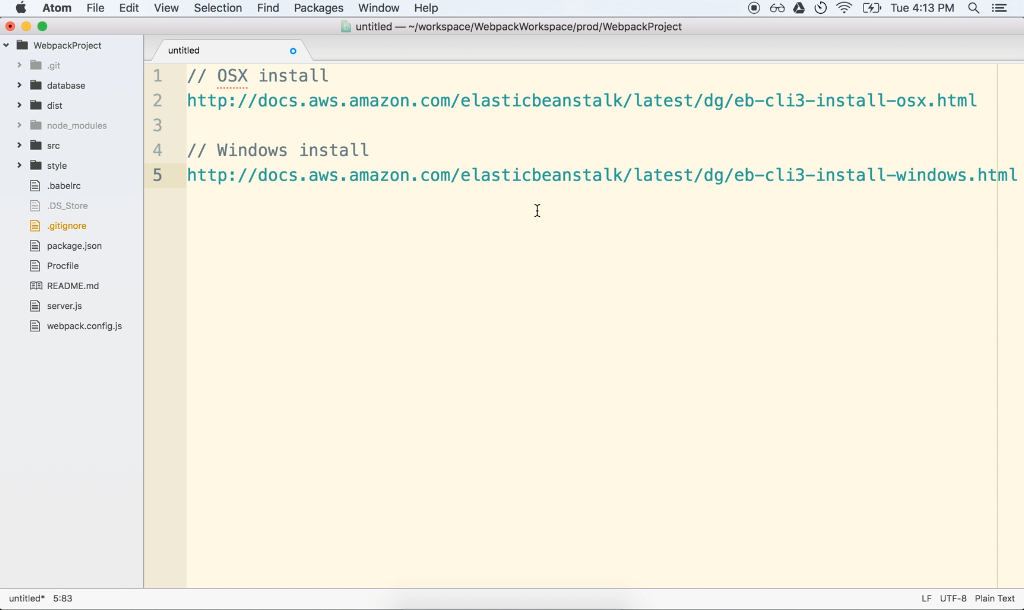 Atom File Edit View Selection Find Packages Window Help Tue 4:13 PM
untitled — ~/workspace/WebpackWorkspace/prod/WebpackProject
WebpackProject
.git
database
dist
node_modules
src
style
.babelrc
.DS_Store
.gitignore
package.json
Procfile
README.md
server.js
webpack.config.js
untitled
1 // OSX install
2 http://docs.aws.amazon.com/elasticbeanstalk/latest/dg/eb-cli3-install-osx.html
3
4 // Windows install
5 http://docs.aws.amazon.com/elasticbeanstalk/latest/dg/eb-cli3-install-windows.html
untitled* 5:83 LF UTF-8 Plain Text